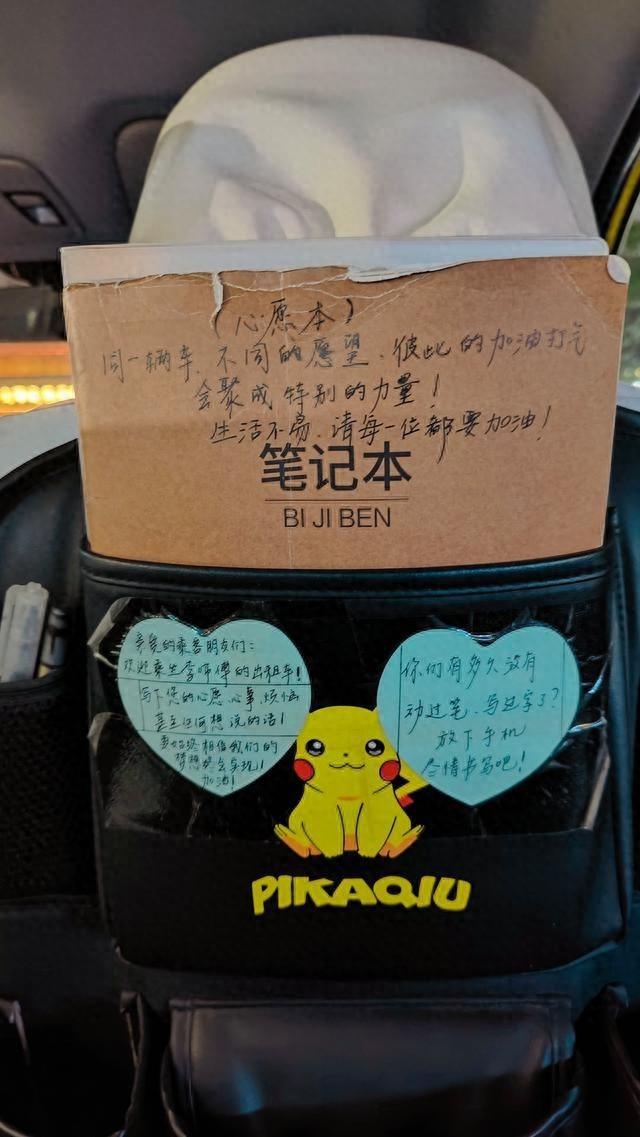 （心愿本）
同一辆车、不同的愿望、彼此的加油打气
会聚成特别的力量！
生活不易、请每一位都要加油！
笔记本
BI JI BEN
亲爱的乘客朋友们：
欢迎乘坐李师傅的出租车！
写下您的心愿、心事、烦恼
甚至任何想说的话！
要始终相信我们的
梦想终会实现！！
加油！
你们有多久没有
动过笔、写过字了？
放下手机
尽情书写吧！
PIKAQIU